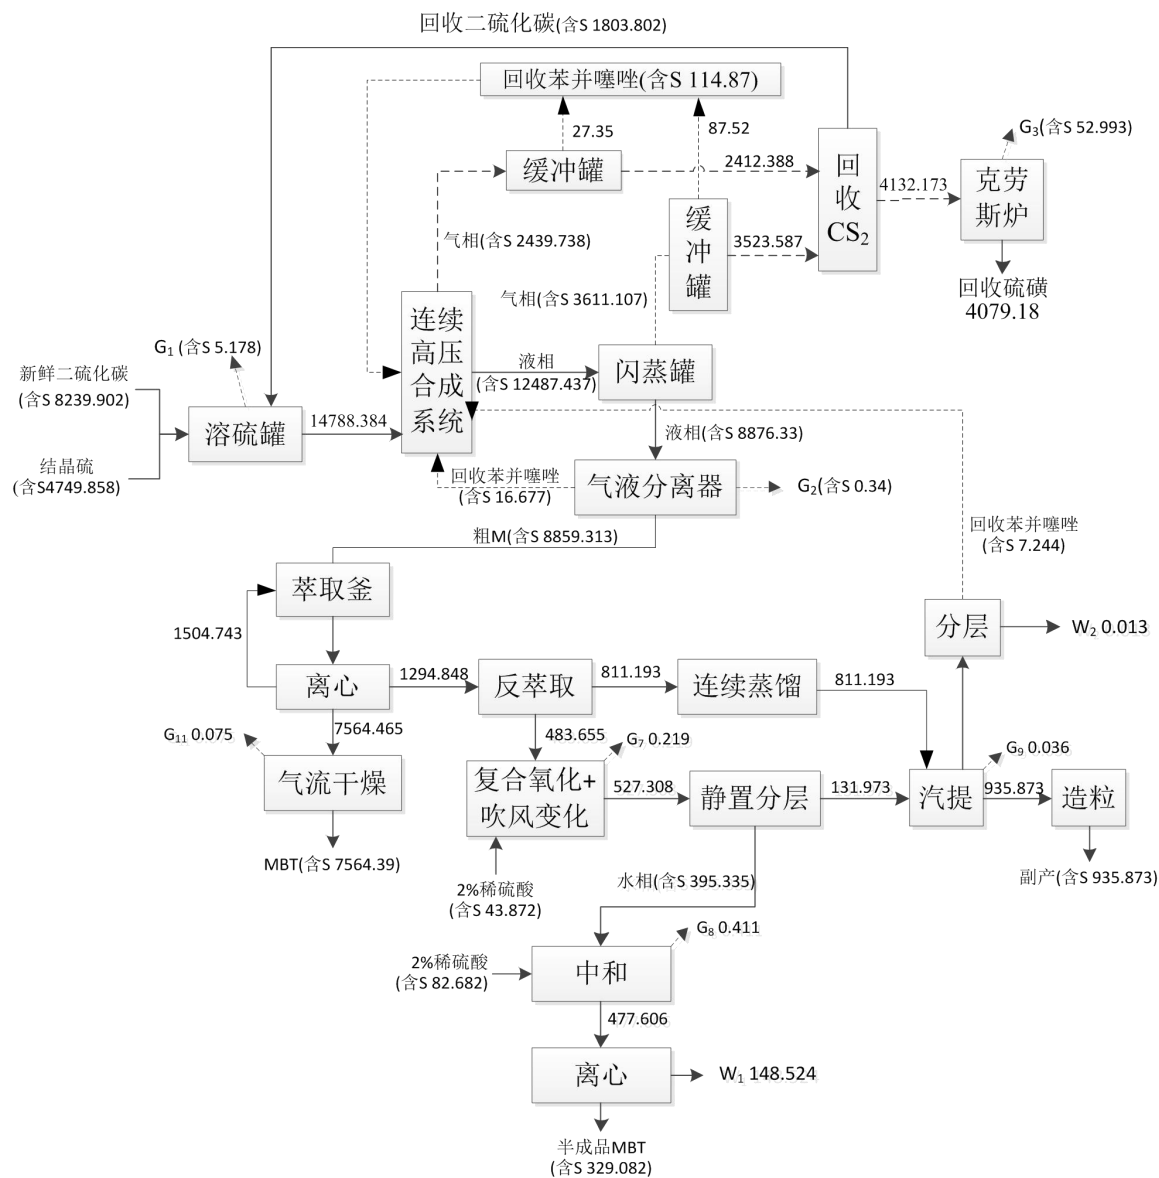 回收二硫化碳(含S 1803.802)
回收苯并噻唑(含S 114.87)
27.35
87.52
G₃(含S 52.993)
缓冲罐
2412.388
回
收
CS₂
4132.173
克劳
斯炉
气相(含S 2439.738)
缓
冲
罐
3523.587
回收硫磺
4079.18
气相(含S 3611.107)
连续
高压
合成
系统
G₁ (含S 5.178)
新鲜二硫化碳
(含S 8239.902)
液相
(含S 12487.437)
闪蒸罐
溶硫罐
14788.384
液相(含S 8876.33)
结晶硫
(含S4749.858)
回收苯并噻唑
(含S 16.677)
气液分离器
G₂(含S 0.34)
粗M(含S 8859.313)
回收苯并噻唑
(含S 7.244)
萃取釜
1504.743
分层
W₂ 0.013
离心
1294.848
反萃取
811.193
连续蒸馏
811.193
7564.465
G₁₁ 0.075
483.655
G₇ 0.219
G₉ 0.036
气流干燥
复合氧化+
吹风变化
527.308
静置分层
131.973
汽提
935.873
造粒
MBT(含S 7564.39)
2%稀硫酸
(含S 43.872)
水相(含S 395.335)
副产(含S 935.873)
G₈ 0.411
2%稀硫酸
(含S 82.682)
中和
477.606
离心
W₁ 148.524
半成品MBT
(含S 329.082)